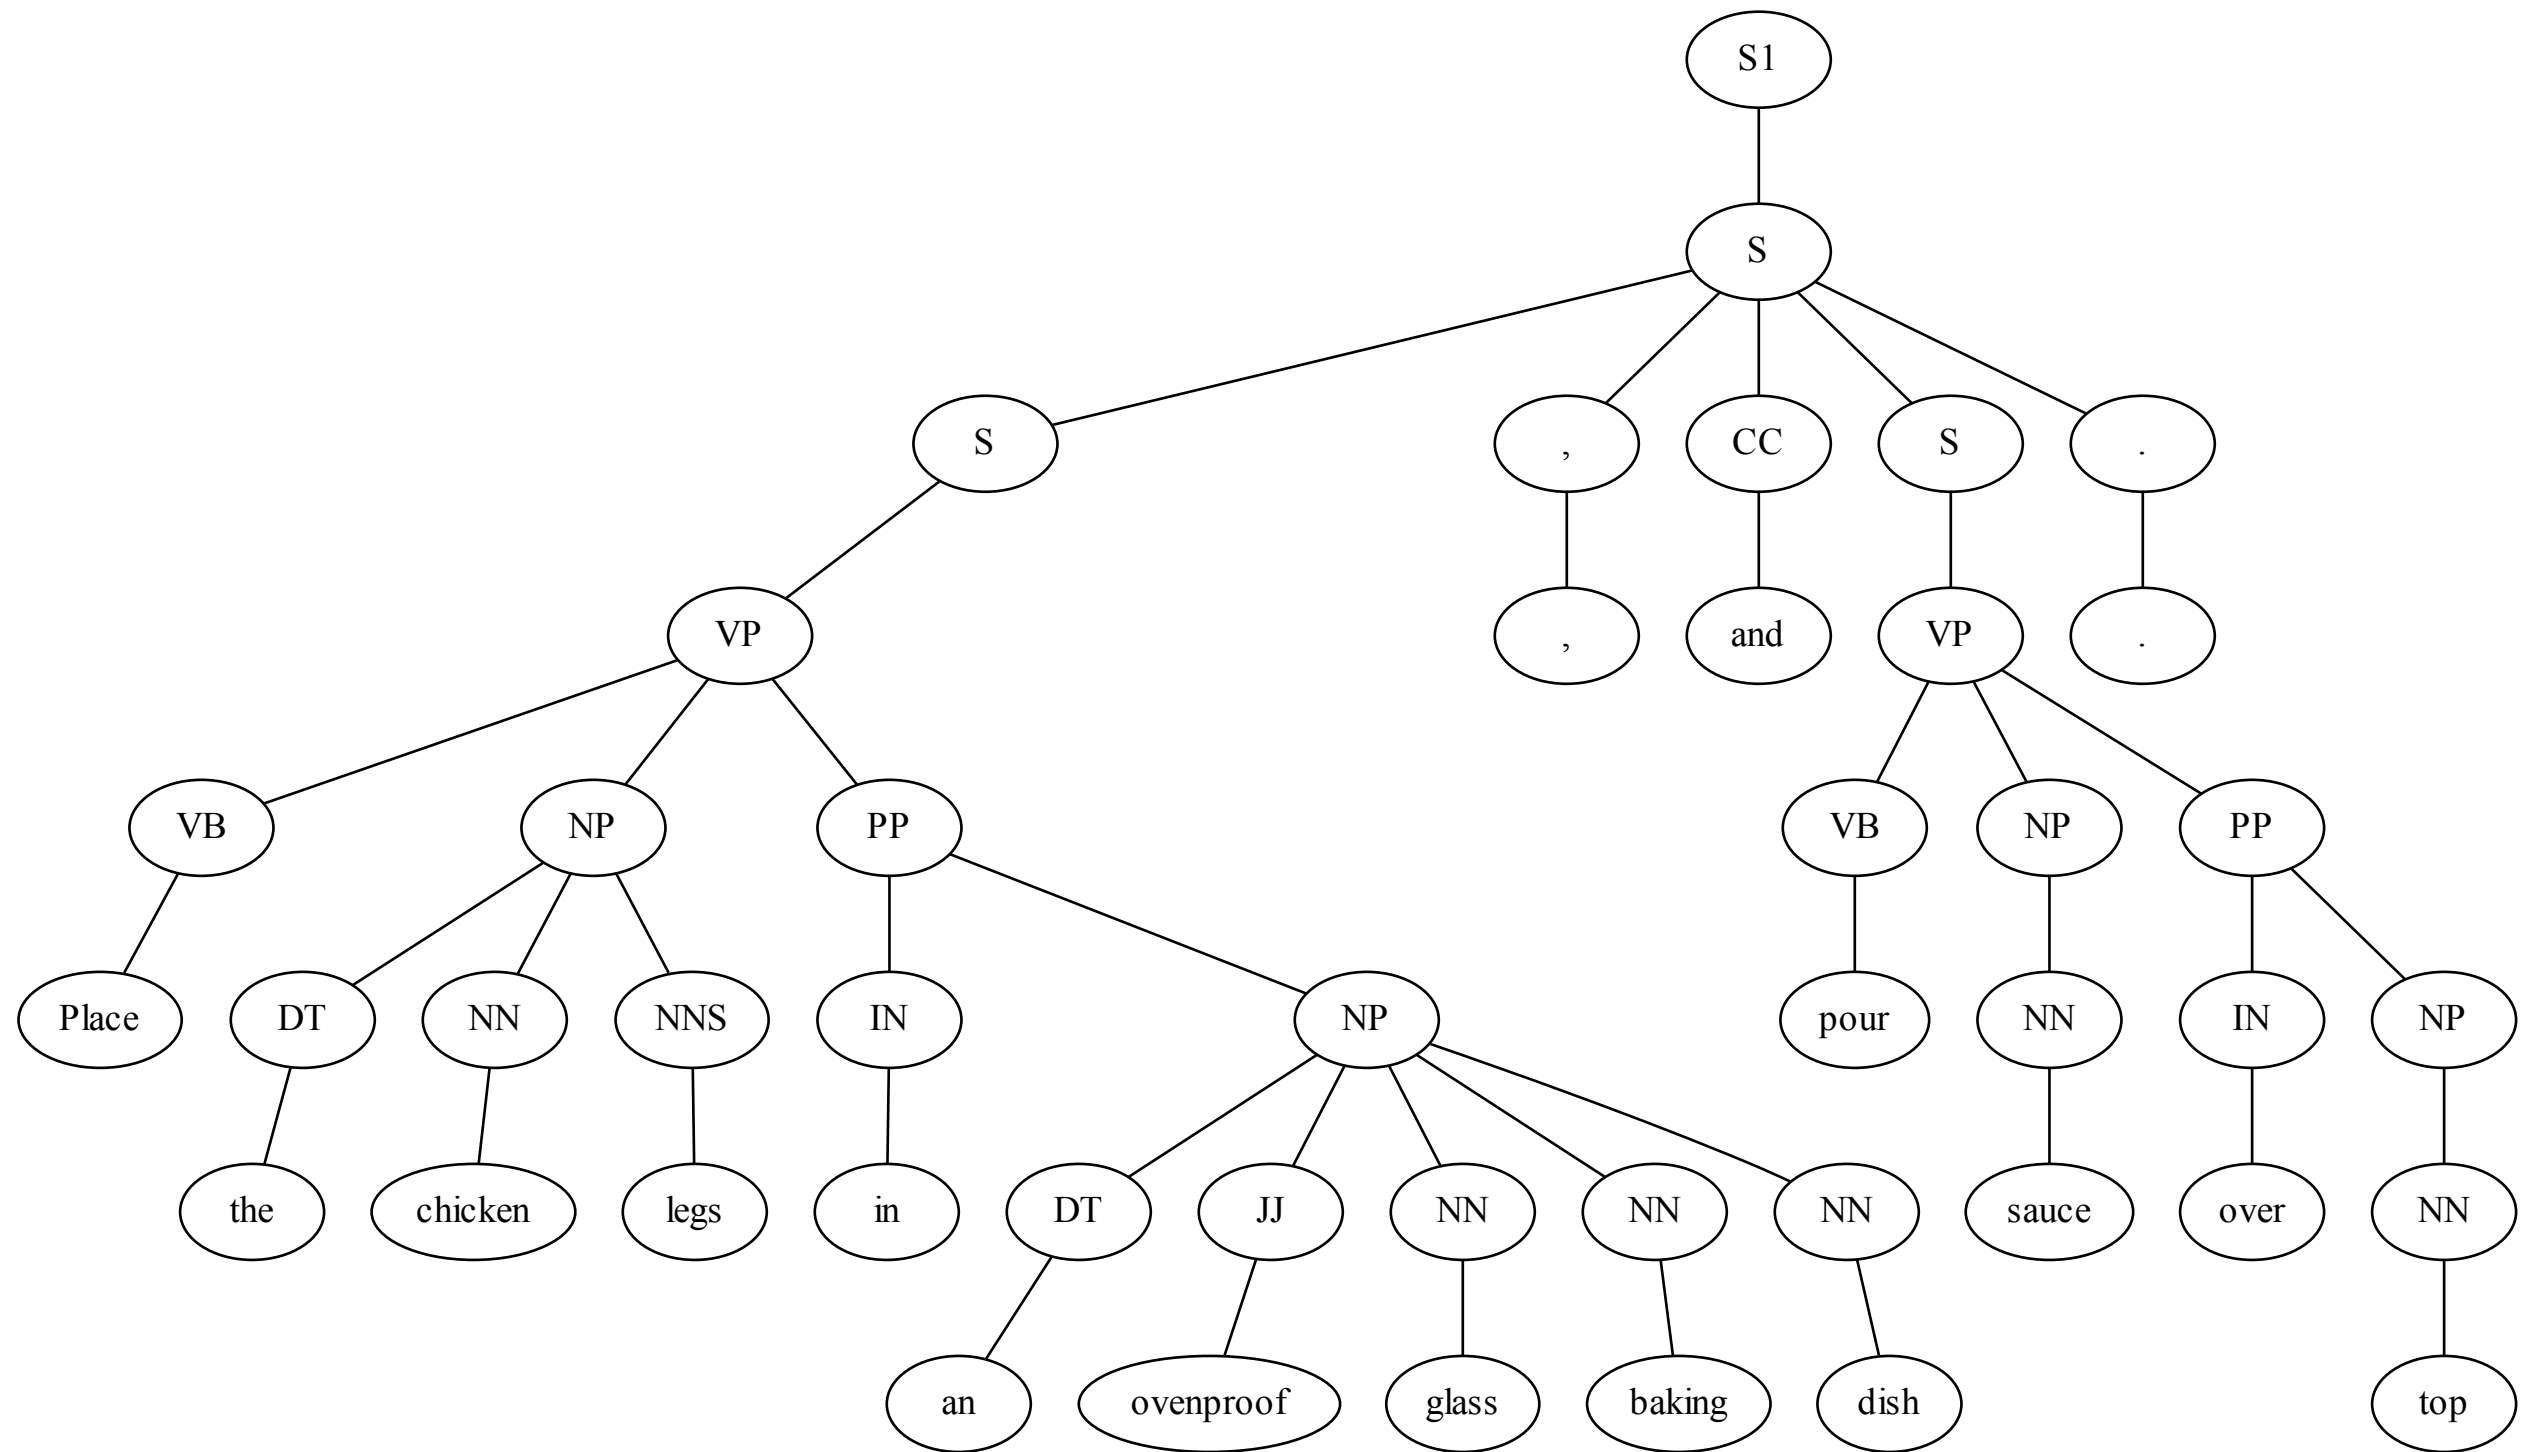 S1
S
S , CC S .
VP , and VP .
VB NP PP VB NP PP
Place DT NN NNS IN NP pour NN IN NP
the chicken legs in DT JJ NN NN NN sauce over NN
an ovenproof glass baking dish top